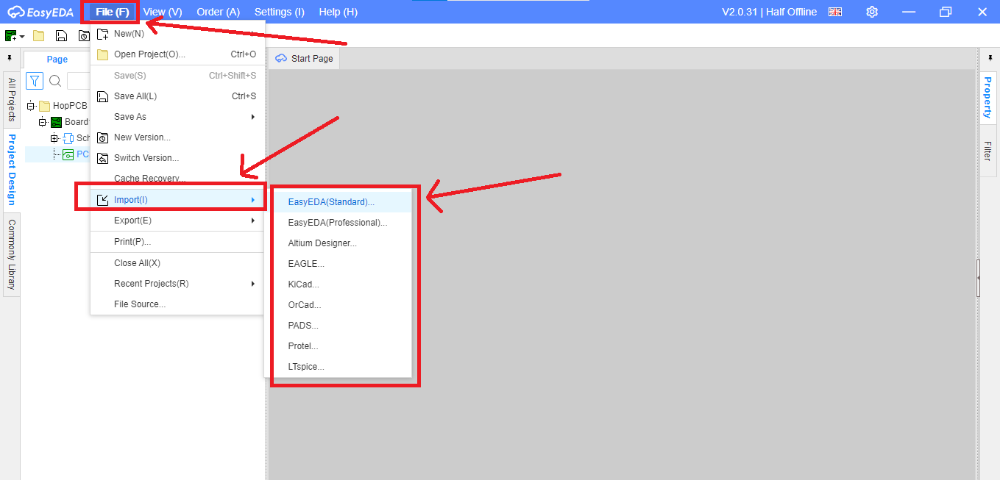 EasyEDA File (F) View (V) Order (A) Settings (I) Help (H) V2.0.31 | Half Offline
New(N)
Open Project(O)... Ctrl+O
Save(S) Ctrl+Shift+S
Save All(L) Ctrl+S
Save As
New Version...
Switch Version...
Cache Recovery...
Import(I)
Export(E)
Print(P)...
Close All(X)
Recent Projects(R)
File Source...
EasyEDA(Standard)...
EasyEDA(Professional)...
Altium Designer...
EAGLE...
KiCad...
OrCad...
PADS...
Protel...
LTspice...
Page
Start Page
All Projects
Project Design
Commonly Library
HopPCB
Board
Sch
PC
Property
Filter